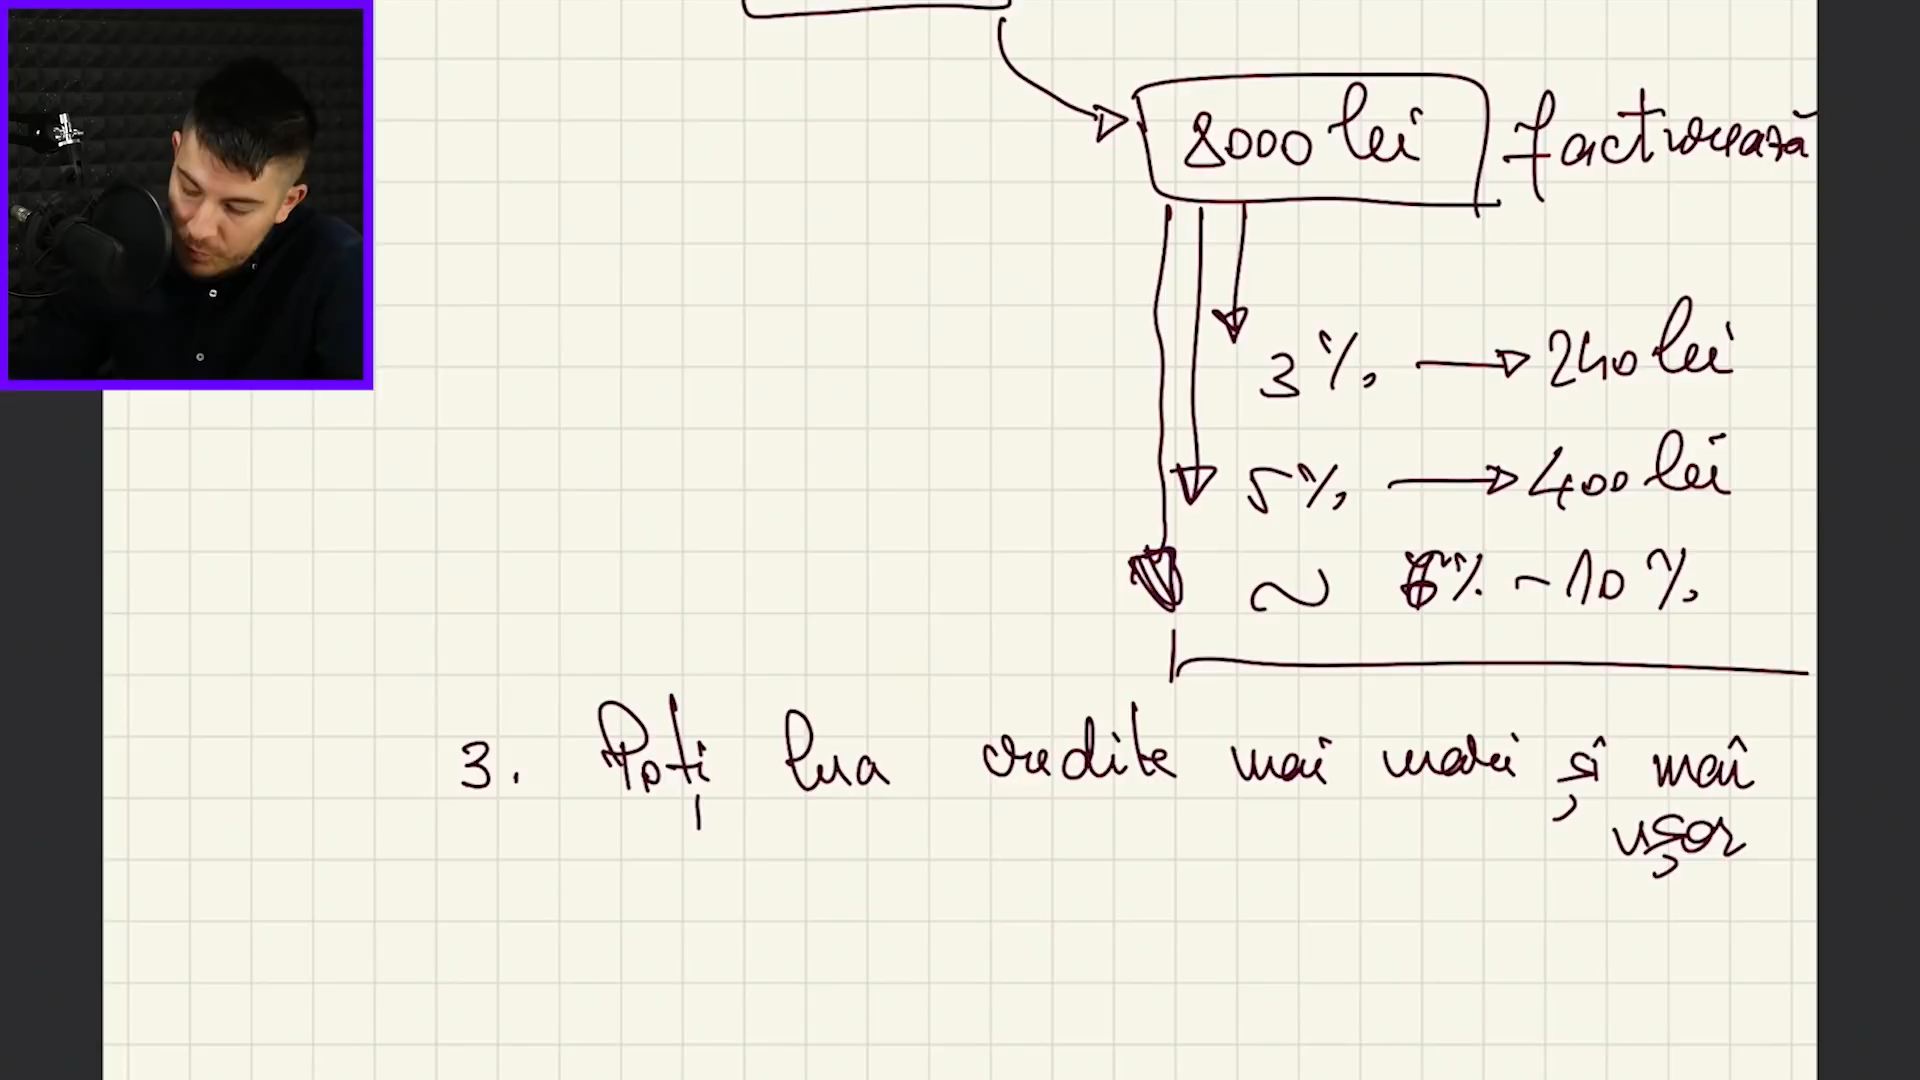 8000 lei facturează
3% → 240 lei
5% → 400 lei
~ 6% - 10%
3. Poți lua credite mai mari și mai
ușor